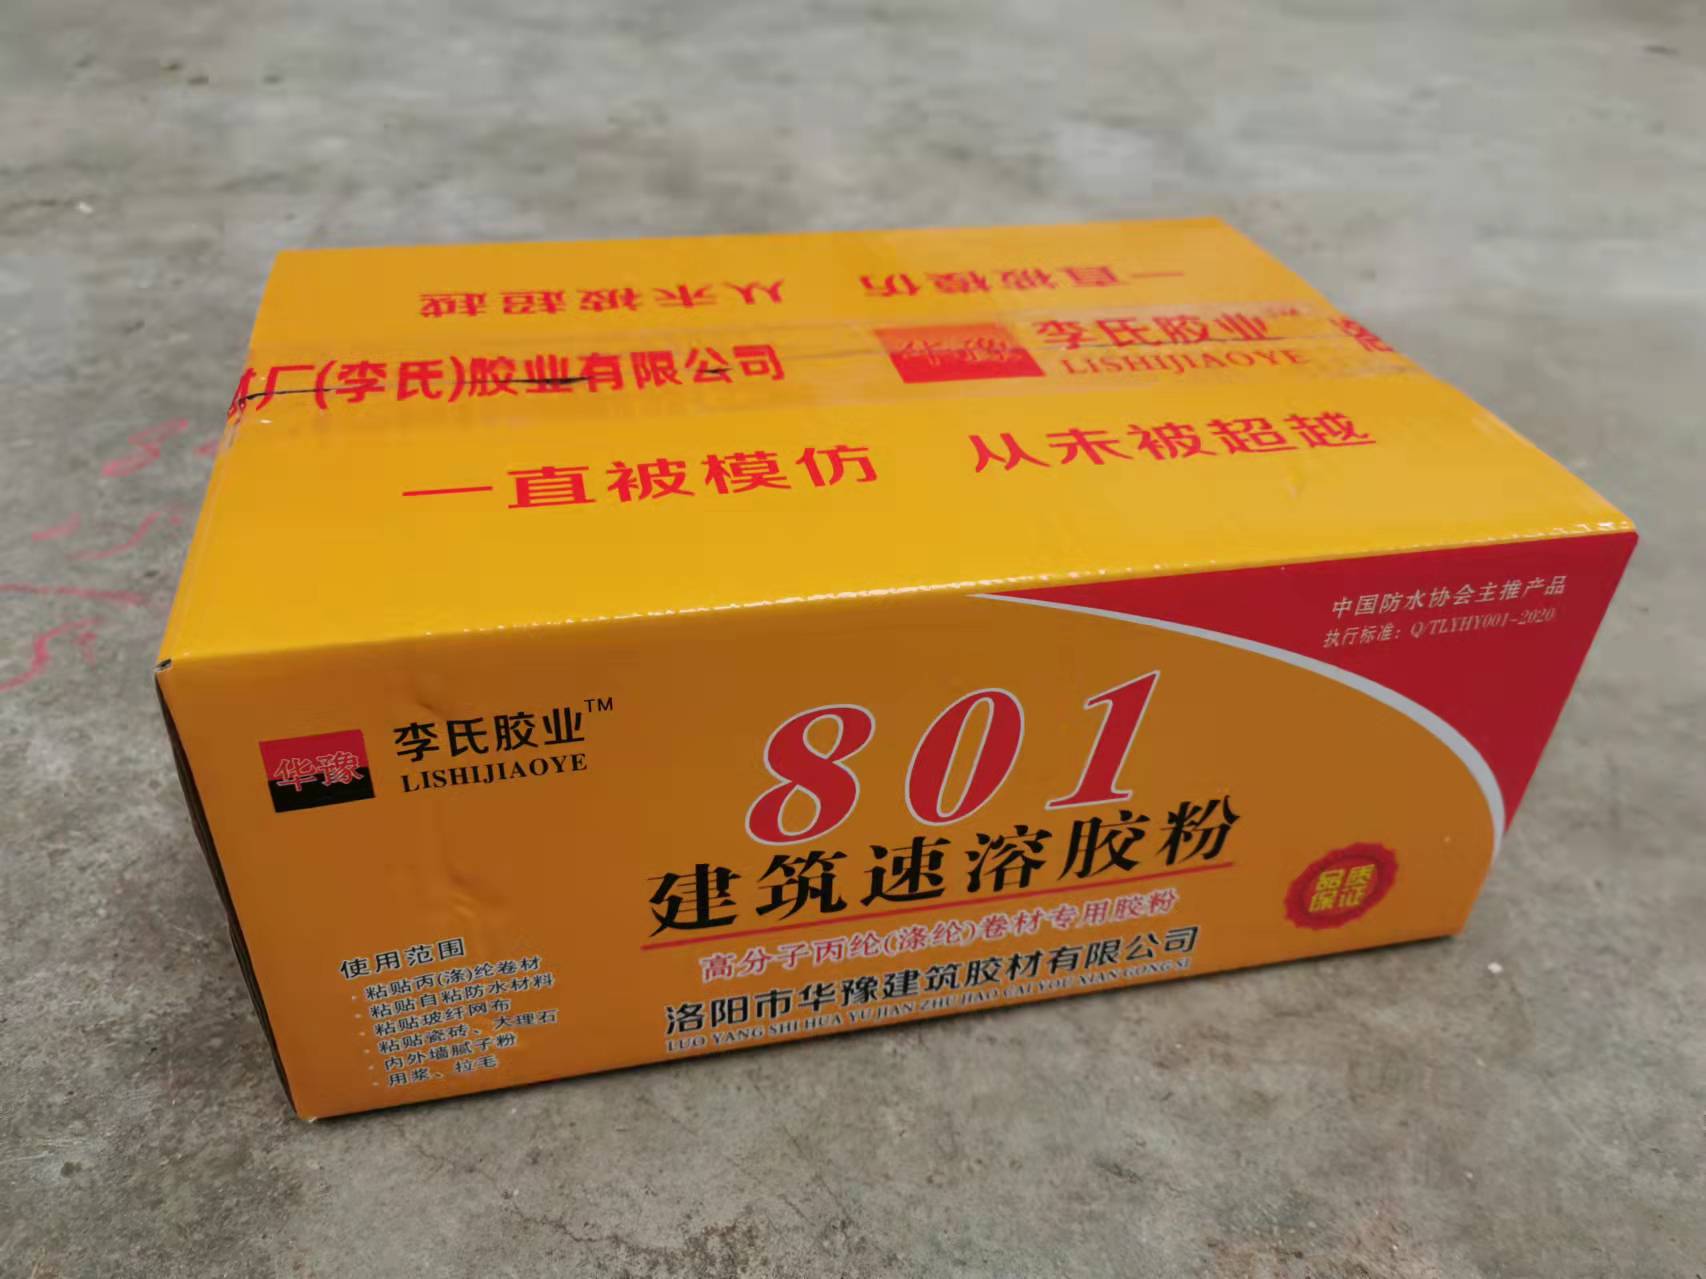 一直被模仿 从未被超越
厂(李氏)胶业有限公司
华豫
李氏胶业
LISHIJIAOYE
洛
一直被模仿 从未被超越
中国防水协会主推产品
执行标准：Q/TLYHY001-2020
华豫
李氏胶业™
LISHIJIAOYE
801
建筑速溶胶粉
高分子丙纶(涤纶)卷材专用胶粉
洛阳市华豫建筑胶材有限公司
LUO YANG SHI HUA YU JIAN ZHU JIAO CAI YOU XIAN GONG SI
品质
保证
使用范围
· 粘贴丙(涤)纶卷材
· 粘贴自粘防水材料
· 粘贴玻纤网布
· 粘贴瓷砖、大理石
· 内外墙腻子粉
· 用浆、拉毛